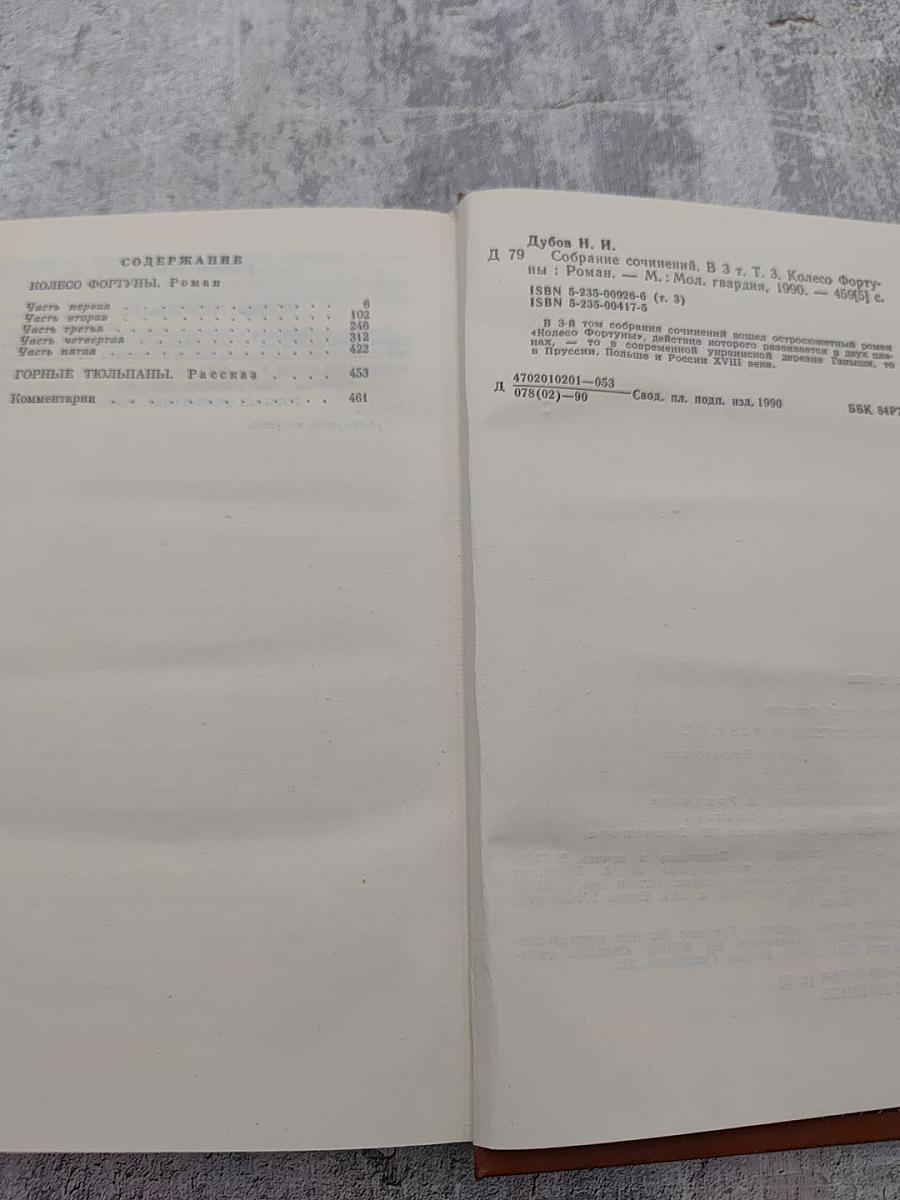 СОДЕРЖАНИЕ
КОЛЕСО ФОРТУНЫ. Роман
Часть первая . . . . . . . . . . . . 6
Часть вторая . . . . . . . . . . . . 102
Часть третья . . . . . . . . . . . . 246
Часть четвертая . . . . . . . . . . . 312
Часть пятая . . . . . . . . . . . . 422
ГОРНЫЕ ТЮЛЬПАНЫ. Рассказ . . . . 453
Комментарии . . . . . . . . . . . 461
Дубов Н. И.
Д 79 Собрание сочинений. В 3 т. Т. 3. Колесо Форту-
ны : Роман. — М. : Мол. гвардия, 1990. — 459[5] с.
ISBN 5-235-00926-6 (т. 3)
ISBN 5-235-00417-5
В 3-й том собрания сочинений вошел остросюжетный роман
«Колесо Фортуны», действие которого развивается в двух пла-
нах, — то в современной украинской деревне Ганыши, то
в Пруссии, Польше и России XVIII века.
Д 4702010201—053
078(02)—90 Свод. пл. подп. изд. 1990
ББК 84Р7